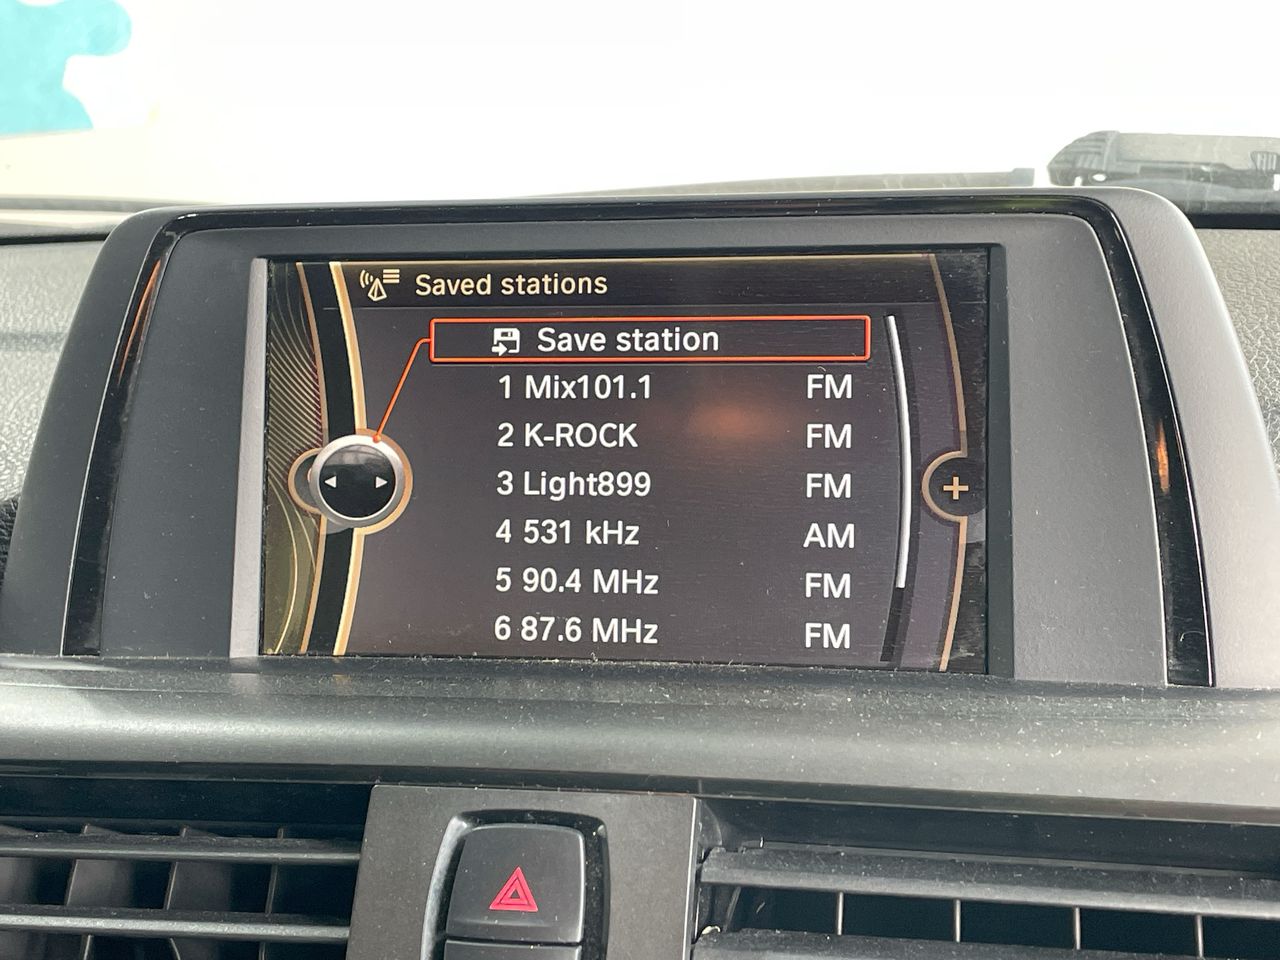 Saved stations
Save station
1 Mix101.1 FM
2 K-ROCK FM
3 Light899 FM
4 531 kHz AM
5 90.4 MHz FM
6 87.6 MHz FM
+